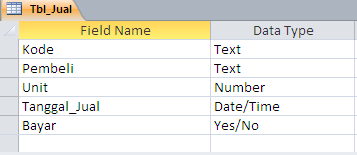 Tbl_Jual
Field Name Data Type
Kode Text
Pembeli Text
Unit Number
Tanggal_Jual Date/Time
Bayar Yes/No